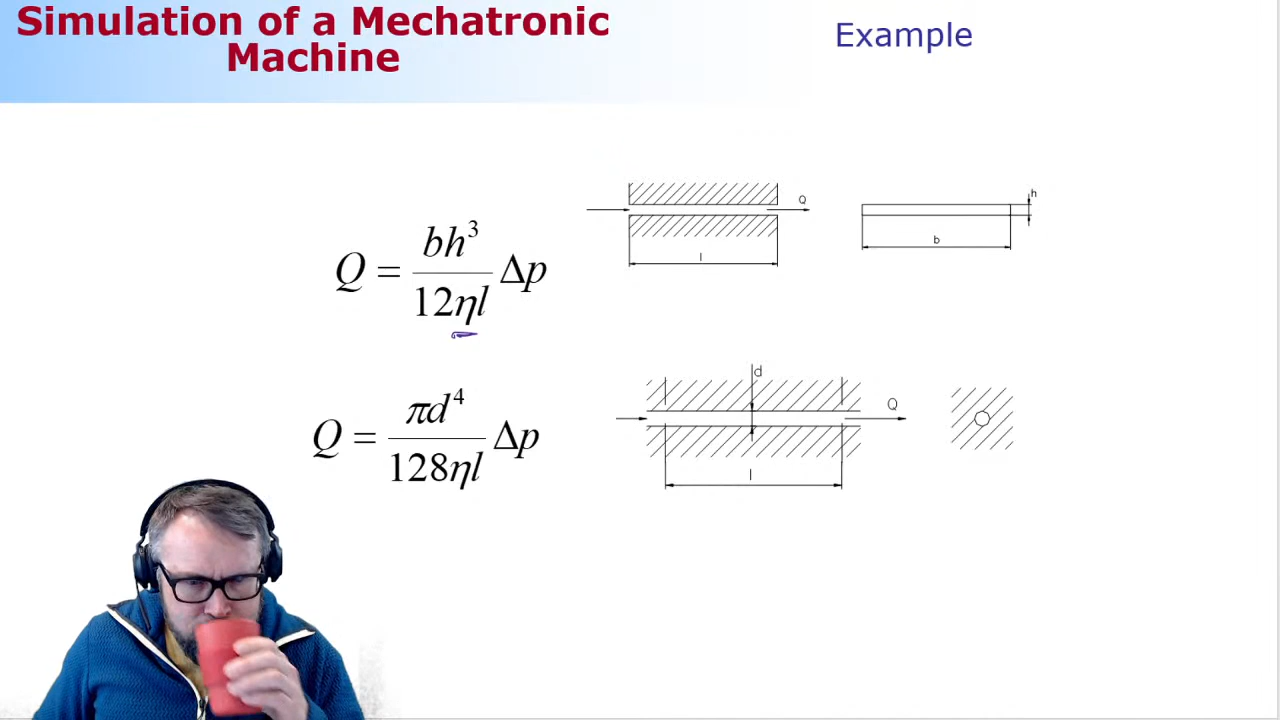 Simulation of a Mechatronic
Machine
Example
Q = bh³/12ηl Δp
Q
l
h
b
Q = πd⁴/128ηl Δp
d
Q
l